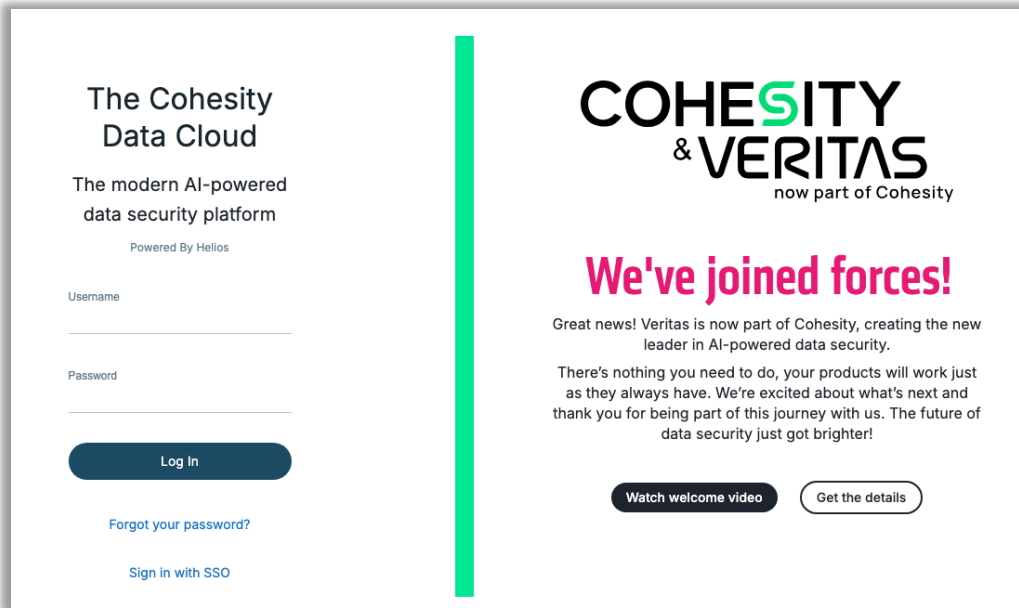 The Cohesity
Data Cloud
The modern AI-powered
data security platform
Powered By Helios
Username
Password
Log In
Forgot your password?
Sign in with SSO
COHESITY
& VERITAS
now part of Cohesity
We've joined forces!
Great news! Veritas is now part of Cohesity, creating the new
leader in AI-powered data security.
There’s nothing you need to do, your products will work just
as they always have. We’re excited about what’s next and
thank you for being part of this journey with us. The future of
data security just got brighter!
Watch welcome video
Get the details